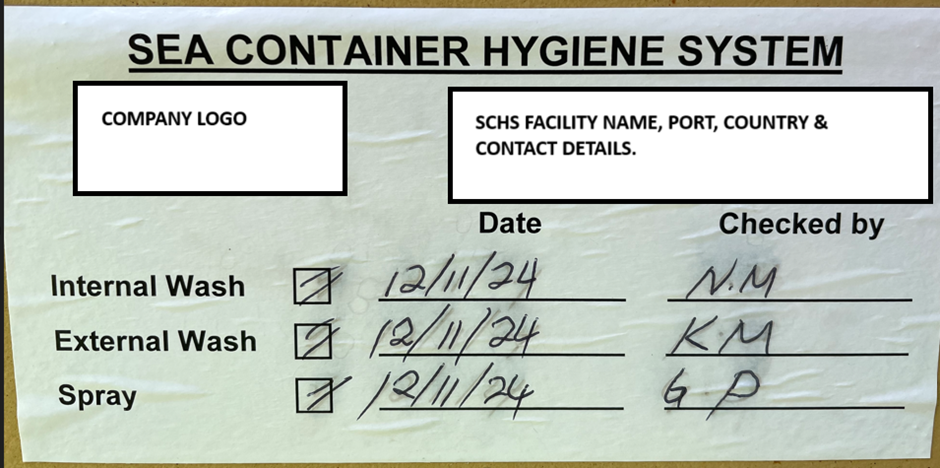 SEA CONTAINER HYGIENE SYSTEM
COMPANY LOGO
SCHS FACILITY NAME, PORT, COUNTRY &
CONTACT DETAILS.
Date Checked by
Internal Wash 12/11/24 N.M
External Wash 12/11/24 K M
Spray 12/11/24 G P